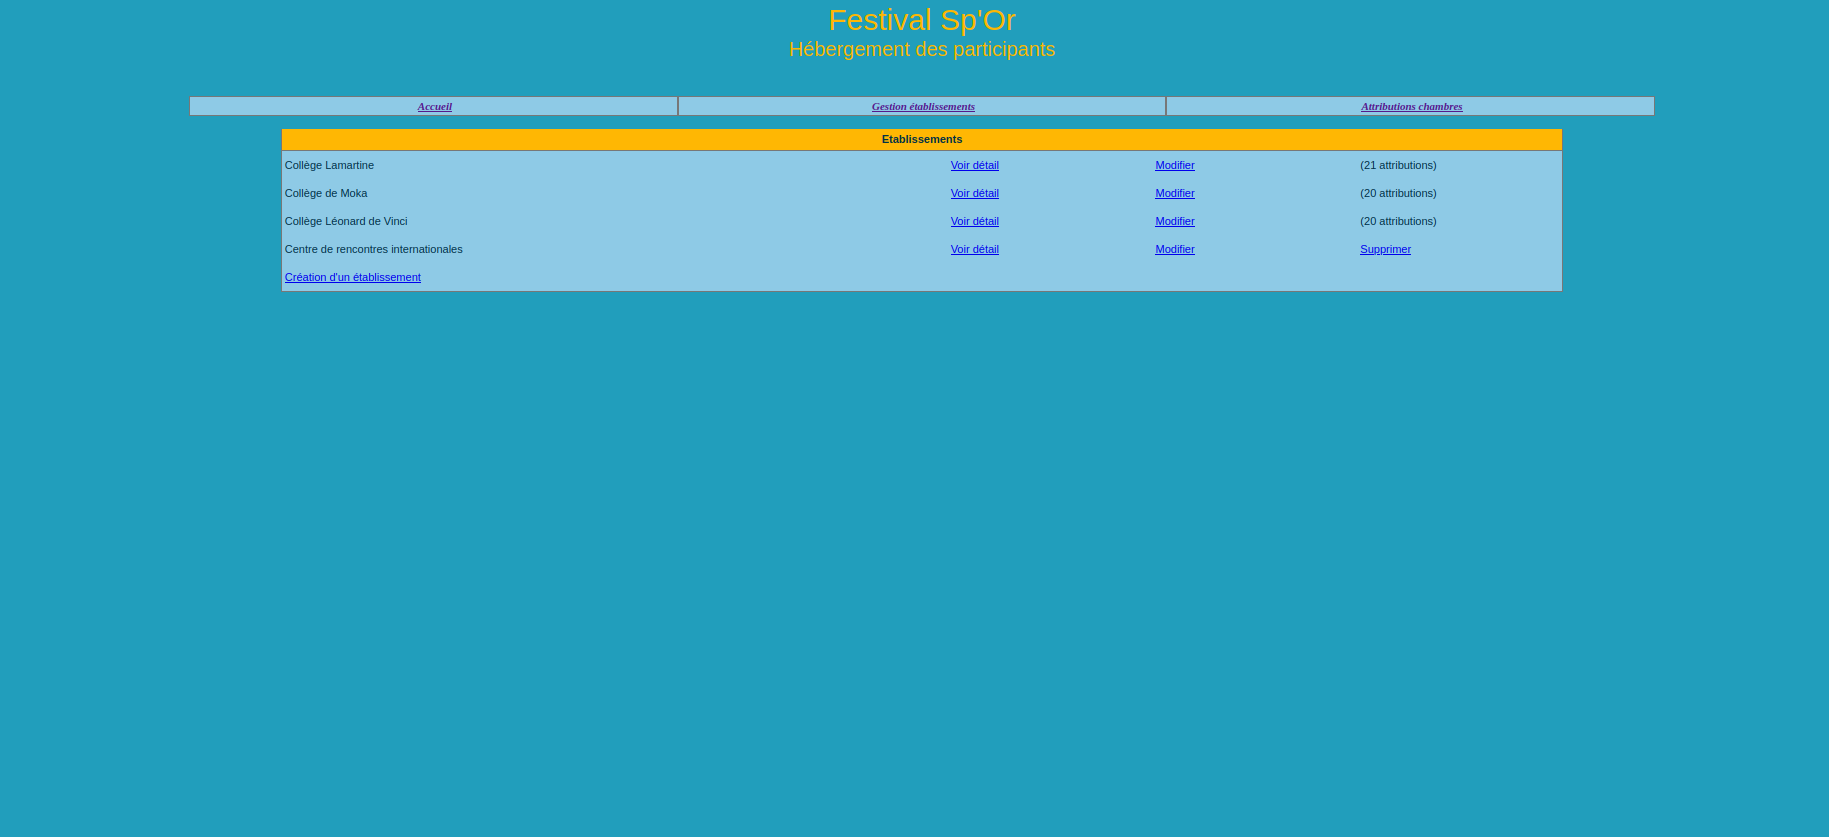 Festival Sp'Or
Hébergement des participants
Accueil Gestion établissements Attributions chambres
Etablissements
Collège Lamartine Voir détail Modifier (21 attributions)
Collège de Moka Voir détail Modifier (20 attributions)
Collège Léonard de Vinci Voir détail Modifier (20 attributions)
Centre de rencontres internationales Voir détail Modifier Supprimer
Création d'un établissement